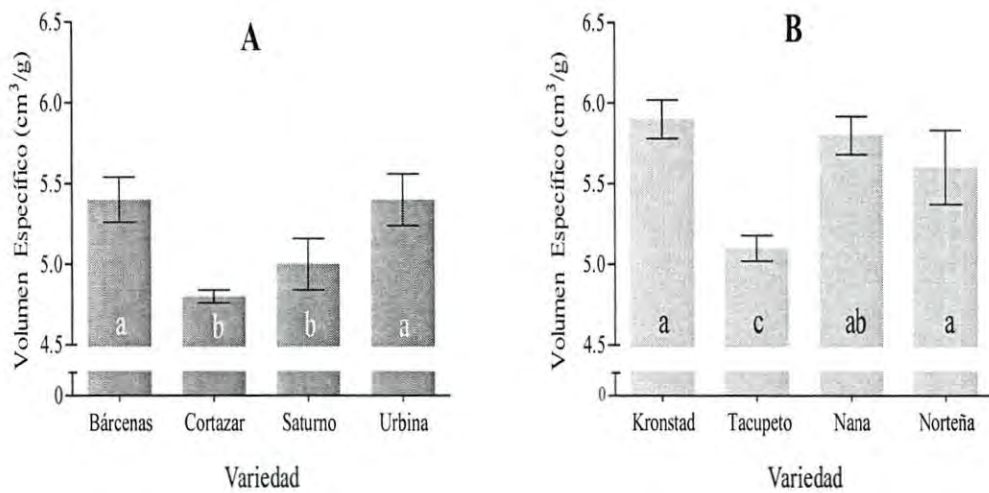 A
Volumen Específico (cm³/g)
6.5
6.0
5.5
5.0
4.5
0
a
b
b
a
Bárcenas Cortazar Saturno Urbina
Variedad
B
Volumen Específico (cm³/g)
6.5
6.0
5.5
5.0
4.5
0
a
c
ab
a
Kronstad Tacupeto Nana Norteña
Variedad